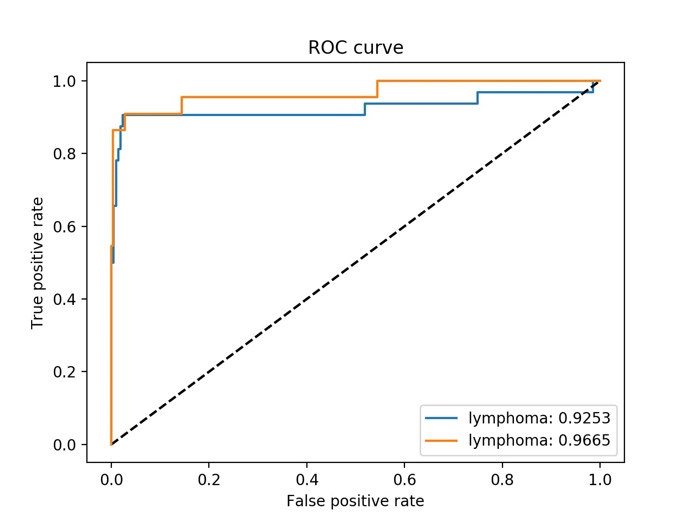 ROC curve
True positive rate
1.0
0.8
0.6
0.4
0.2
0.0
lymphoma: 0.9253
lymphoma: 0.9665
0.0 0.2 0.4 0.6 0.8 1.0
False positive rate